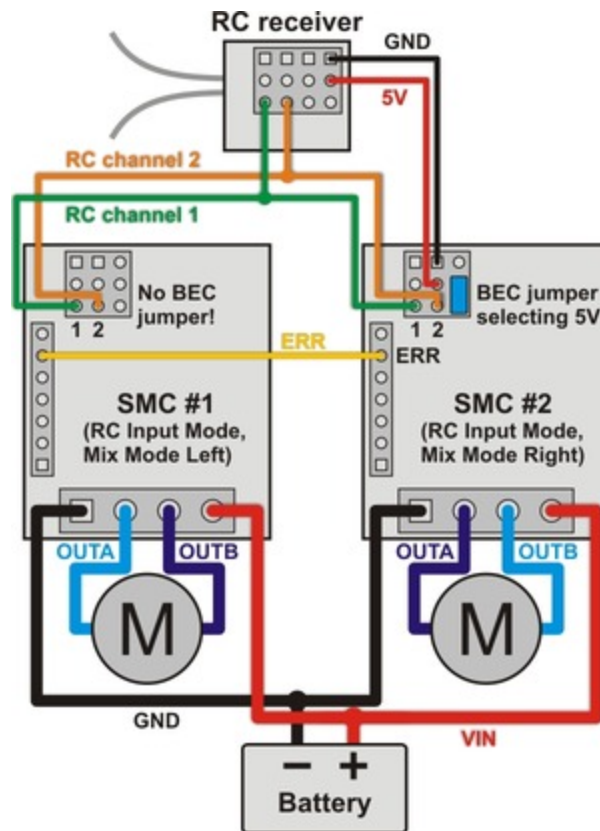 RC receiver
GND
5V
RC channel 2
RC channel 1
No BEC
jumper!
1 2
BEC jumper
selecting 5V
1 2
ERR
ERR
SMC #1
(RC Input Mode,
Mix Mode Left)
SMC #2
(RC Input Mode,
Mix Mode Right)
OUTA
OUTB
OUTA
OUTB
M
M
GND
VIN
− +
Battery